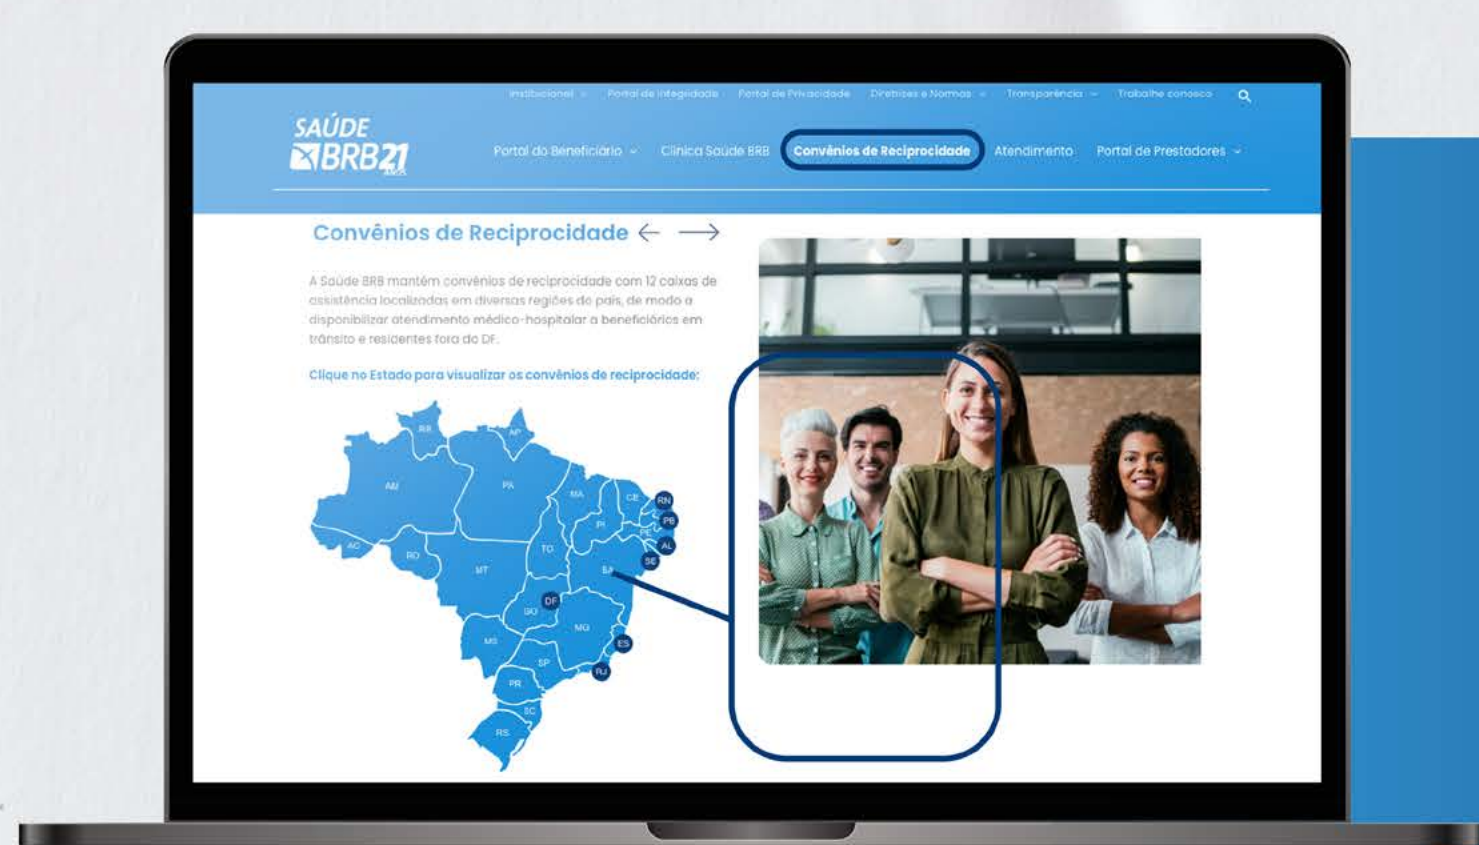 Institucional Portal de Integridade Portal de Privacidade Diretrizes e Normas Transparência Trabalhe conosco
SAÚDE
BRB21
ANOS
Portal do Beneficiário Clínica Saúde BRB Convênios de Reciprocidade Atendimento Portal de Prestadores
Convênios de Reciprocidade
A Saúde BRB mantém convênios de reciprocidade com 12 caixas de
assistência localizadas em diversas regiões do país, de modo a
disponibilizar atendimento médico-hospitalar a beneficiários em
trânsito e residentes fora do DF.
Clique no Estado para visualizar os convênios de reciprocidade:
RR
AP
AM
PA
MA
CE
RN
PI
PB
PE
AC
RO
TO
AL
SE
MT
BA
GO
DF
MG
MS
ES
SP
RJ
PR
SC
RS